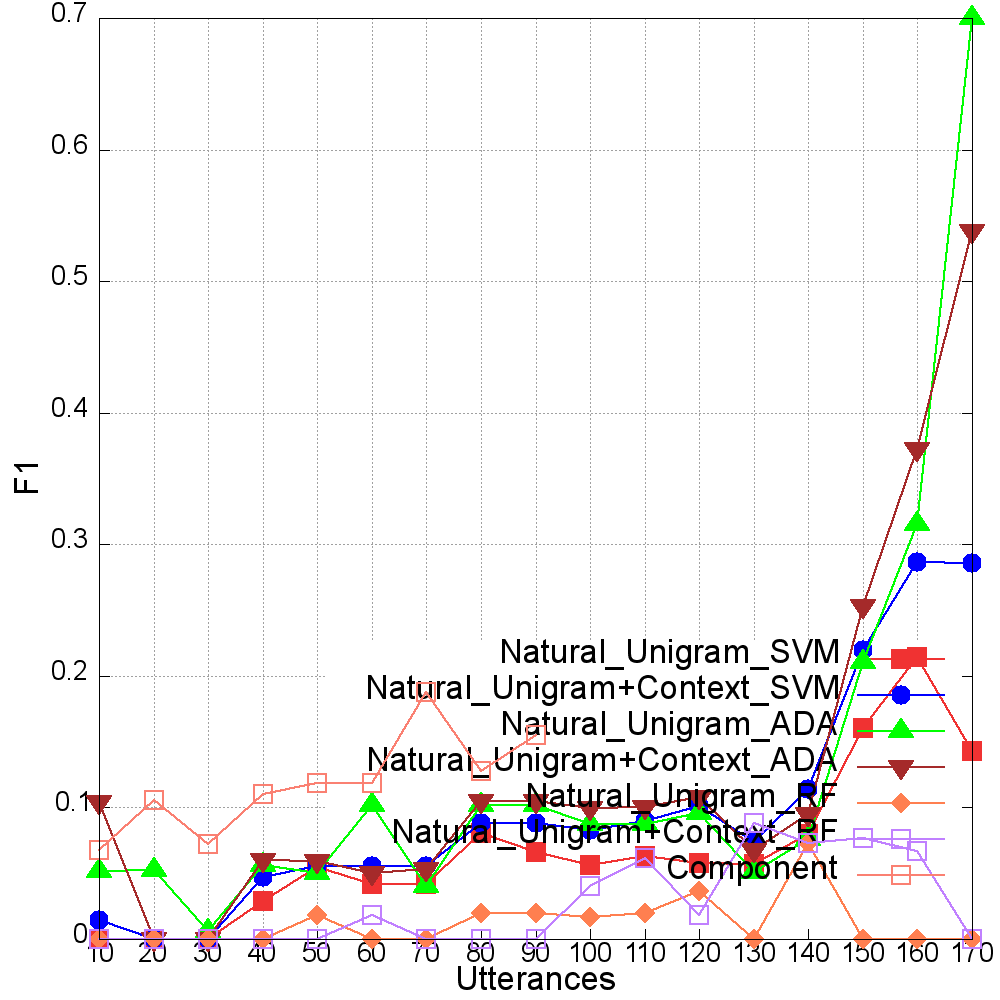 0.7
0.6
0.5
0.4
0.3
0.2
0.1
0
F1
Natural_Unigram_SVM
Natural_Unigram+Context_SVM
Natural_Unigram_ADA
Natural_Unigram+Context_ADA
Natural_Unigram_RF
Natural_Unigram+Context_RF
Component
10 20 30 40 50 60 70 80 90 100 110 120 130 140 150 160 170
Utterances